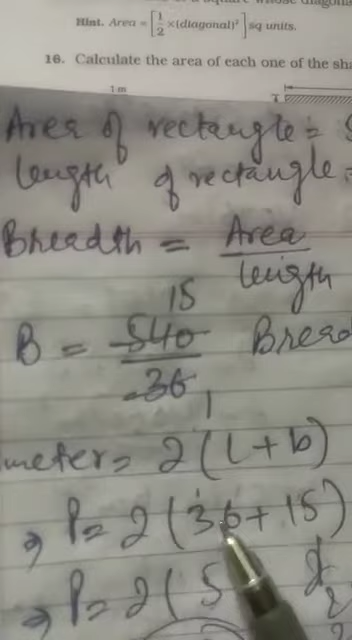 Hint. Area = [1/2 × (diagonal)²] sq units.
16. Calculate the area of each one of the sha
1 m
T
Area of rectangle =
length of rectangle =
Breadth = Area/length
15
B = 540/36 Bread
1
meter = 2(l+b)
⇒ P = 2(36+15)
⇒ P = 2(5